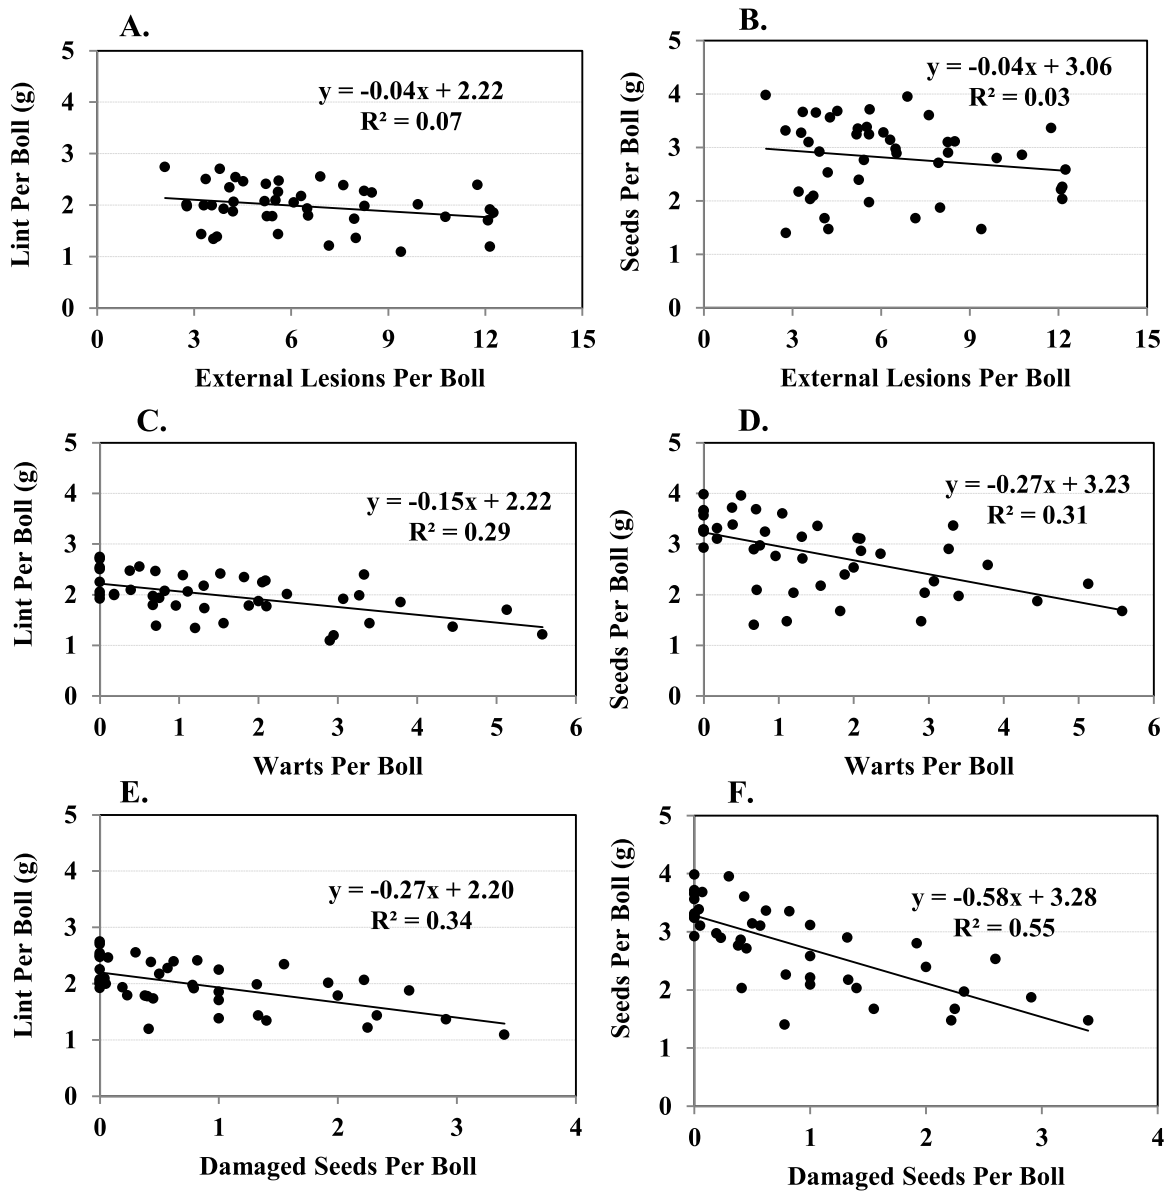 A.
Lint Per Boll (g)
5
4
3
2
1
0
y = -0.04x + 2.22
R² = 0.07
0 3 6 9 12 15
External Lesions Per Boll
B.
Seeds Per Boll (g)
5
4
3
2
1
0
y = -0.04x + 3.06
R² = 0.03
0 3 6 9 12 15
External Lesions Per Boll
C.
Lint Per Boll (g)
5
4
3
2
1
0
y = -0.15x + 2.22
R² = 0.29
0 1 2 3 4 5 6
Warts Per Boll
D.
Seeds Per Boll (g)
5
4
3
2
1
0
y = -0.27x + 3.23
R² = 0.31
0 1 2 3 4 5 6
Warts Per Boll
E.
Lint Per Boll (g)
5
4
3
2
1
0
y = -0.27x + 2.20
R² = 0.34
0 1 2 3 4
Damaged Seeds Per Boll
F.
Seeds Per Boll (g)
5
4
3
2
1
0
y = -0.58x + 3.28
R² = 0.55
0 1 2 3 4
Damaged Seeds Per Boll